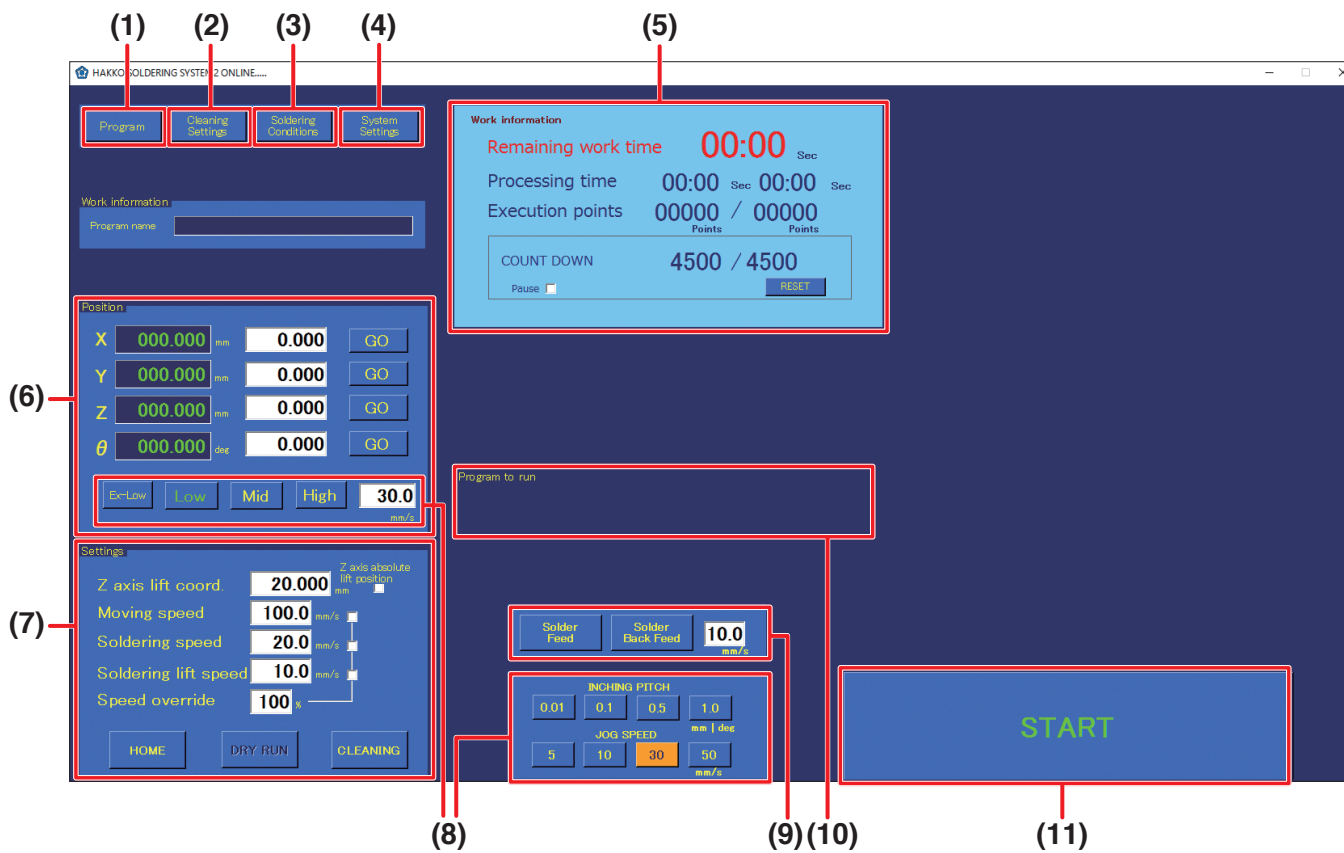 (1) (2) (3) (4) (5)
HAKKO SOLDERING SYSTEM 2 ONLINE.....
Program
Cleaning
Settings
Soldering
Conditions
System
Settings
Work information
Program name
Work information
Remaining work time 00:00 Sec
Processing time 00:00 Sec 00:00 Sec
Execution points 00000 / 00000
Points Points
COUNT DOWN 4500 / 4500
Pause RESET
(6)
Position
X 000.000 mm 0.000 GO
Y 000.000 mm 0.000 GO
Z 000.000 mm 0.000 GO
θ 000.000 deg 0.000 GO
Ex-Low Low Mid High 30.0
mm/s
Program to run
(7)
Settings
Z axis lift coord. 20.000 mm
Z axis absolute
lift position
Moving speed 100.0 mm/s
Soldering speed 20.0 mm/s
Soldering lift speed 10.0 mm/s
Speed override 100 %
HOME DRY RUN CLEANING
Solder
Feed
Solder
Back Feed
10.0
mm/s
INCHING PITCH
0.01 0.1 0.5 1.0
mm | deg
JOG SPEED
5 10 30 50
mm/s
START
(8) (9) (10) (11)